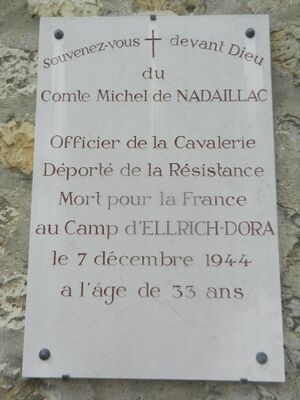 Souvenez-vous † devant Dieu
du
Comte Michel de NADAILLAC
Officier de la Cavalerie
Déporté de la Résistance
Mort pour la France
au Camp d'ELLRICH-DORA
le 7 décembre 1944
a l'âge de 33 ans